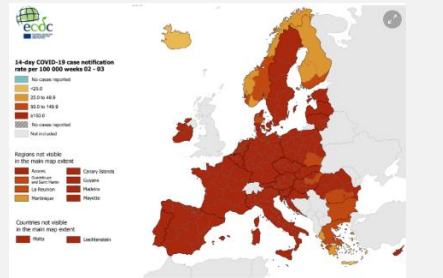 ecdc
14-day COVID-19 case notification
rate per 100 000 weeks 02 - 03
No cases reported
<25.0
25.0 to 49.9
50.0 to 149.9
≥150.0
No cases reported
Not included
Regions not visible
in the main map extent
Azores
Canary Islands
Guadeloupe
and Saint Martin
Guyana
La Reunion
Madeira
Martinique
Mayotte
Countries not visible
in the main map extent
Malta
Liechtenstein